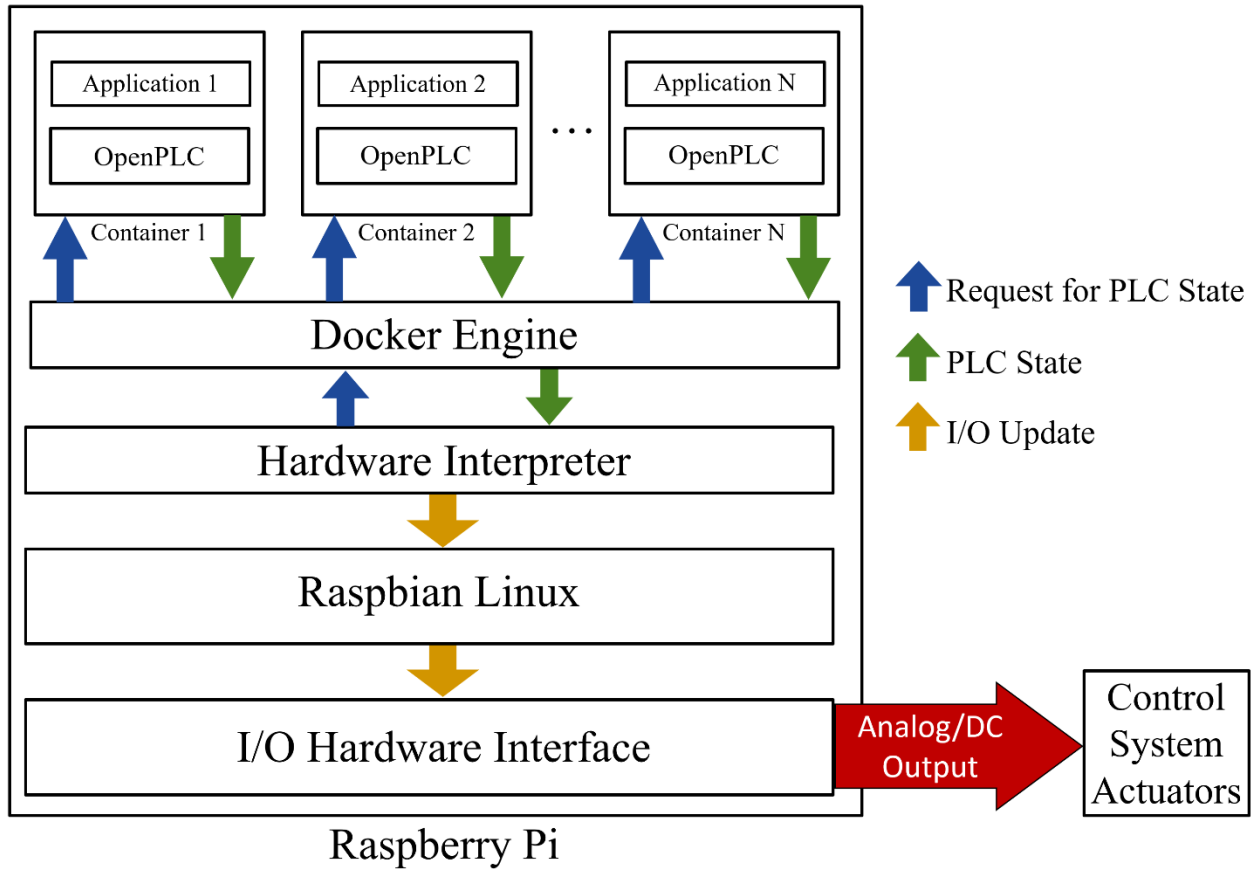 Application 1
OpenPLC
Container 1
Application 2
OpenPLC
Container 2
...
Application N
OpenPLC
Container N
Docker Engine
Hardware Interpreter
Raspbian Linux
I/O Hardware Interface
Raspberry Pi
Request for PLC State
PLC State
I/O Update
Analog/DC
Output
Control
System
Actuators